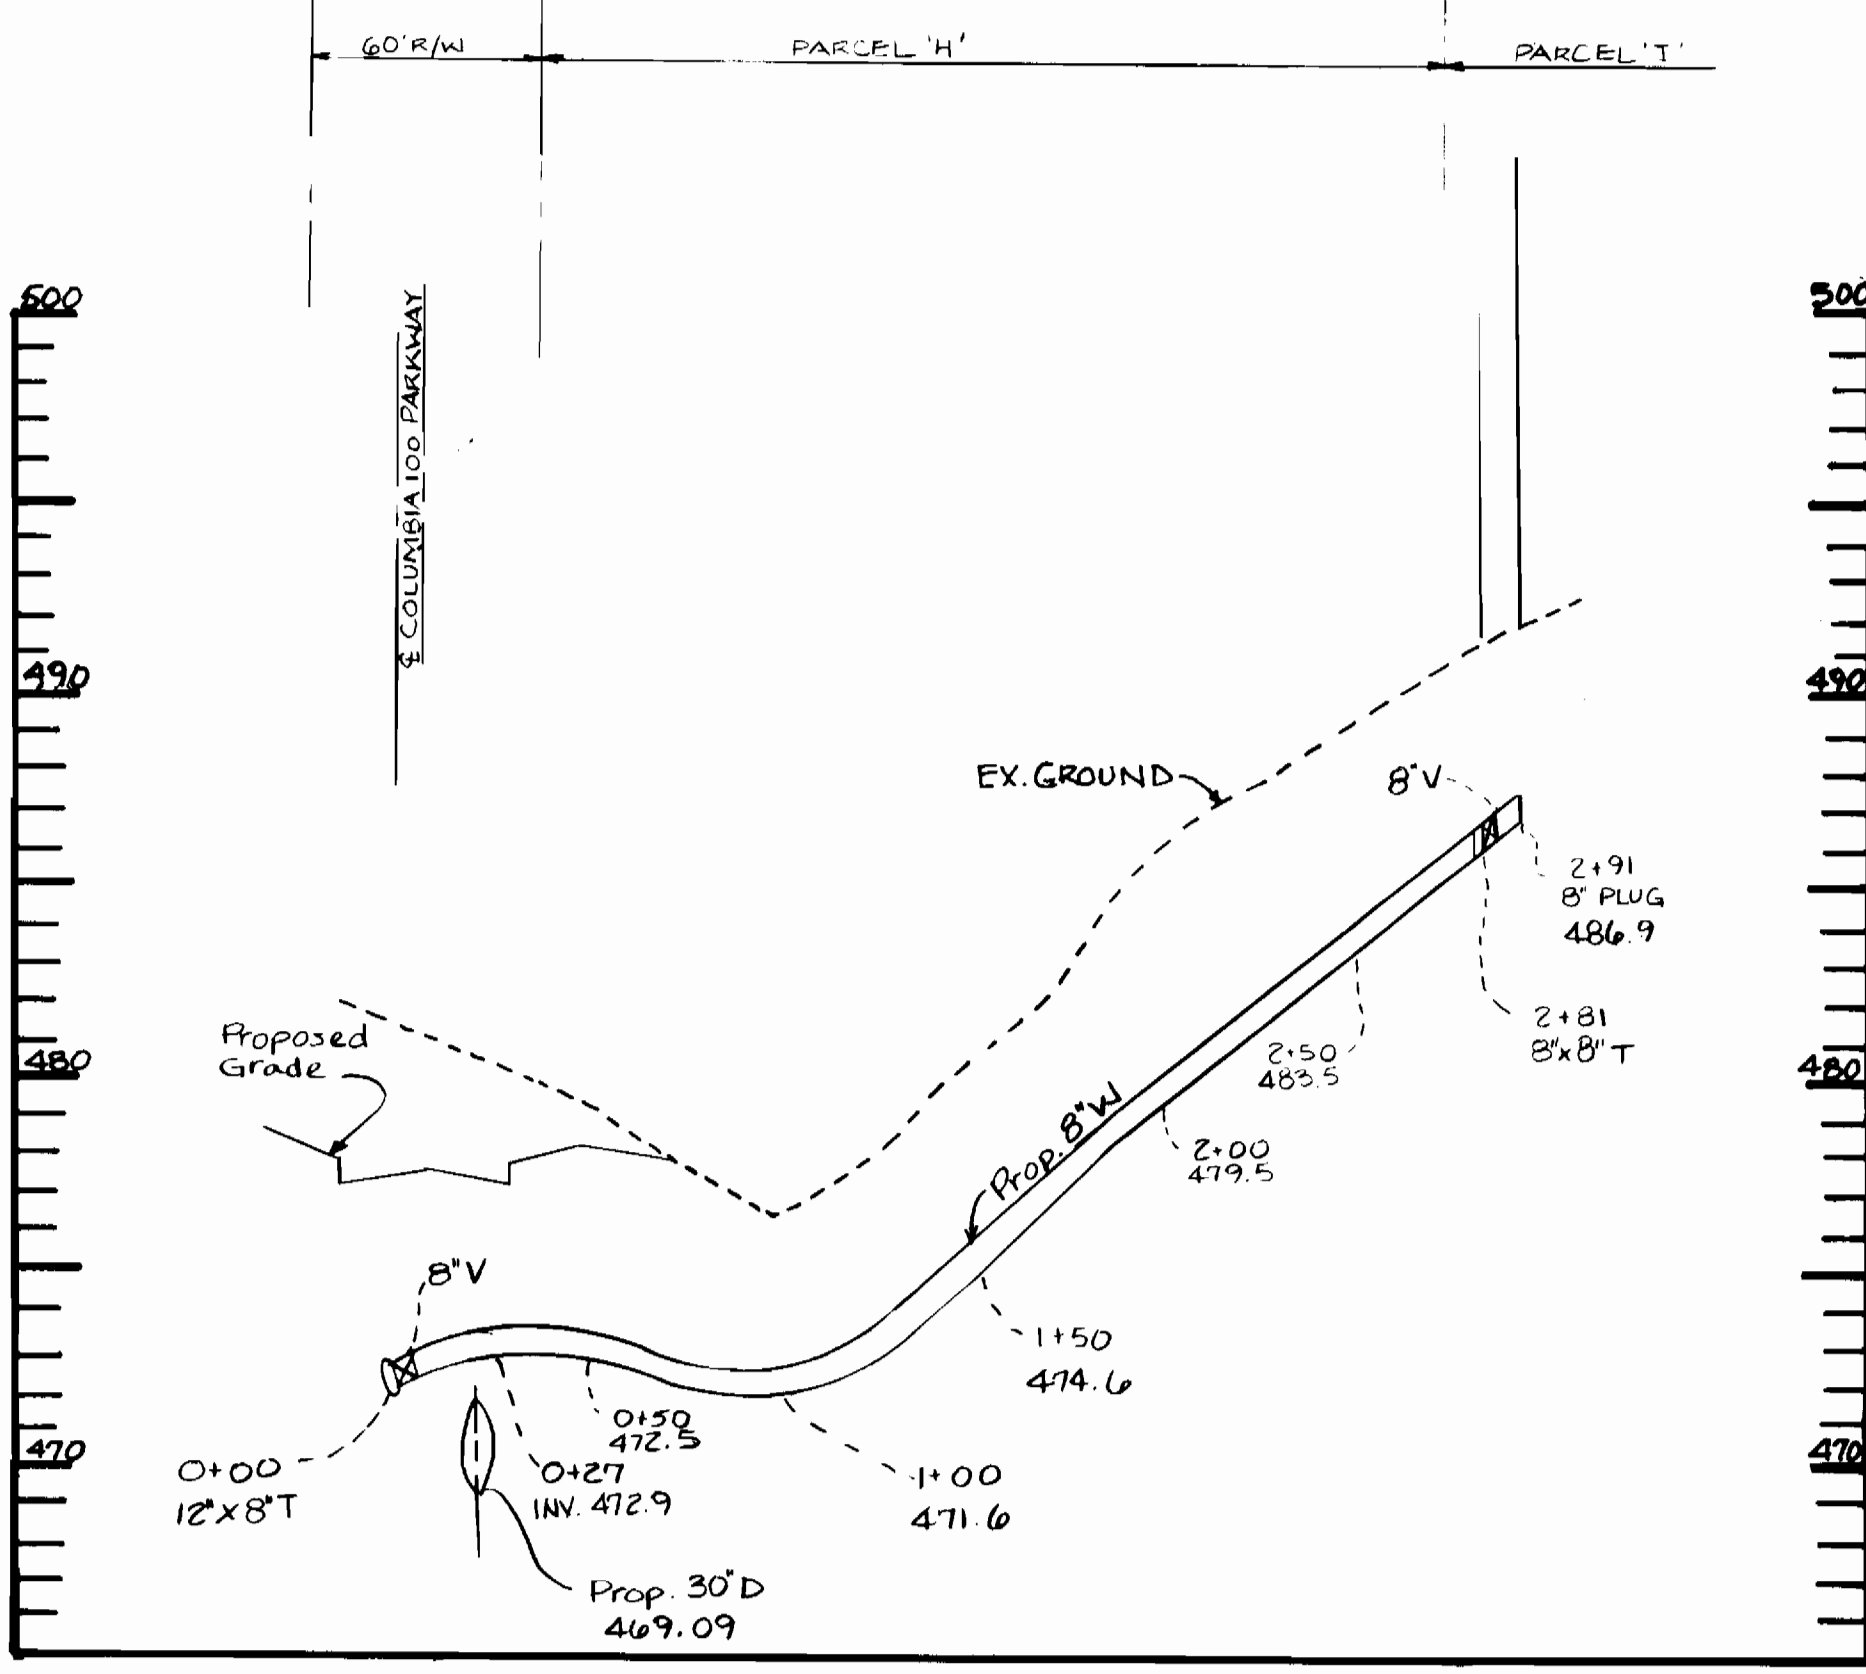 60' R/W
PARCEL 'H'
PARCEL 'I'
500
500
℄ COLUMBIA 100 PARKWAY
490
490
EX. GROUND
8"V
2+91
8" PLUG
486.9
Proposed
Grade
480
480
2+81
8"x8"T
2+50
483.5
Prop. 8"W
2+00
479.5
8"V
1+50
474.6
0+50
472.5
470
470
0+00
12"X8"T
0+27
INV. 472.9
1+00
471.6
Prop. 30"D
469.09